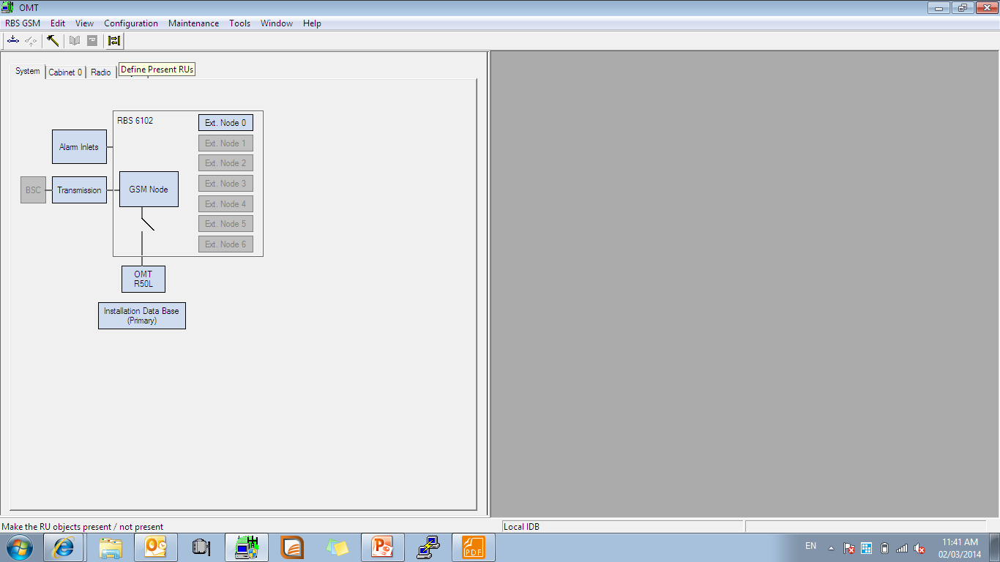 OMT
RBS GSM Edit View Configuration Maintenance Tools Window Help
System Cabinet 0 Radio
Define Present RUs
RBS 6102
Ext. Node 0
Alarm Inlets
Ext. Node 1
Ext. Node 2
BSC Transmission GSM Node
Ext. Node 3
Ext. Node 4
Ext. Node 5
Ext. Node 6
OMT
R50L
Installation Data Base
(Primary)
Make the RU objects present / not present
Local IDB
PDF
EN
11:41 AM
02/03/2014